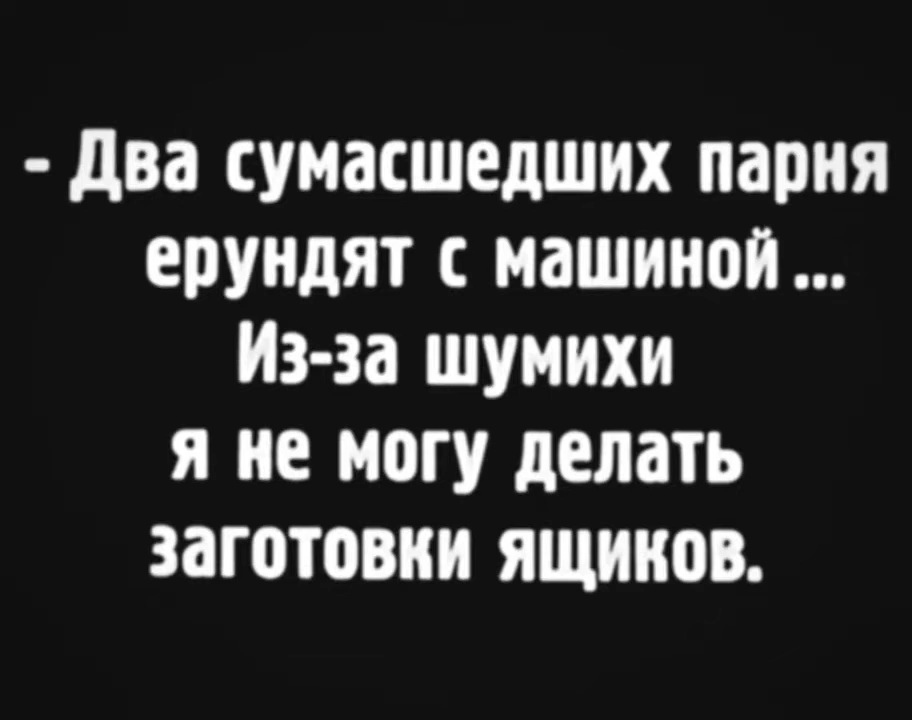 - Два сумасшедших парня
ерундят с машиной...
Из-за шумихи
я не могу делать
заготовки ящиков.